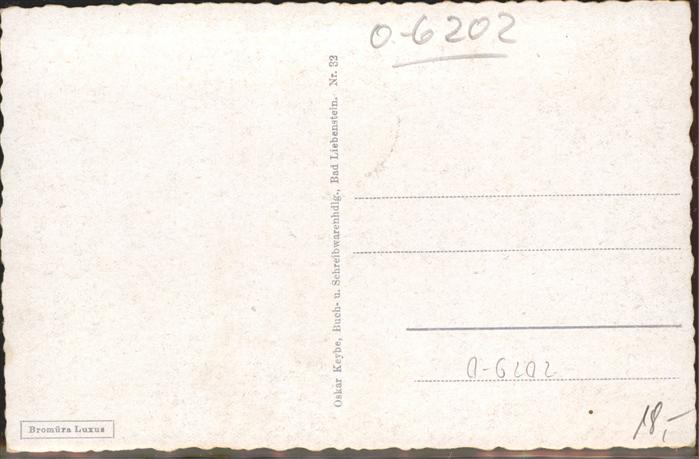 O-6202
Oskar Keybe, Buch- u. Schreibwarenhdlg., Bad Liebenstein. Nr. 32
O-6202
18,-
Bromüra Luxus